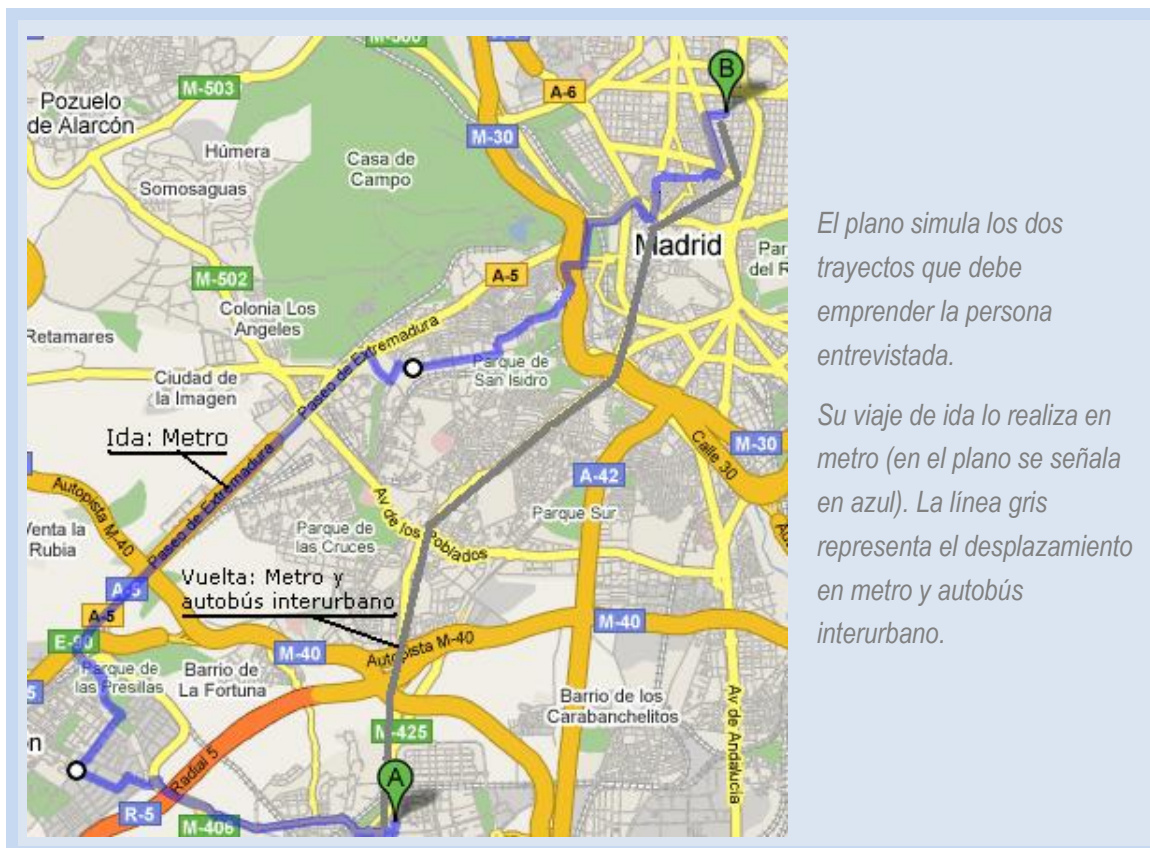 M-500
B
M-503
A-6
Pozuelo
de Alarcón
M-30
Húmera
Casa de
Campo
Somosaguas
Madrid
Par
del R
A-5
M-502
Colonia Los
Angeles
Retamares
Paseo de Extremadura
Parque de
San Isidro
Ciudad de
la Imagen
Ida: Metro
M-30
Calle 30
A-42
Autopista M-40
Paseo de Extremadura
Av de los Poblados
Parque Sur
Venta la
Rubia
Parque de
las Cruces
Vuelta: Metro y
autobús interurbano
A-5
A-5
E-90
M-40
M-40
Autopista M-40
Parque de
las Presillas
Barrio de
La Fortuna
5
Barrio de los
Carabanchelitos
Av de Andalucía
M-425
ón
Radial 5
A
R-5
M-406
El plano simula los dos
trayectos que debe
emprender la persona
entrevistada.
Su viaje de ida lo realiza en
metro (en el plano se señala
en azul). La línea gris
representa el desplazamiento
en metro y autobús
interurbano.